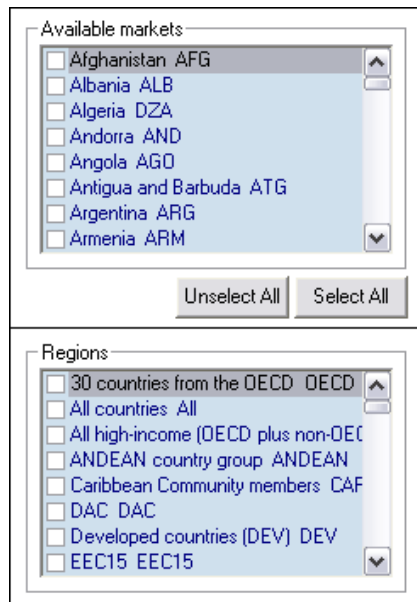 Available markets
Afghanistan AFG
Albania ALB
Algeria DZA
Andorra AND
Angola AGO
Antigua and Barbuda ATG
Argentina ARG
Armenia ARM
Unselect All Select All
Regions
30 countries from the OECD OECD
All countries All
All high-income (OECD plus non-OEC
ANDEAN country group ANDEAN
Caribbean Community members CAF
DAC DAC
Developed countries (DEV) DEV
EEC15 EEC15